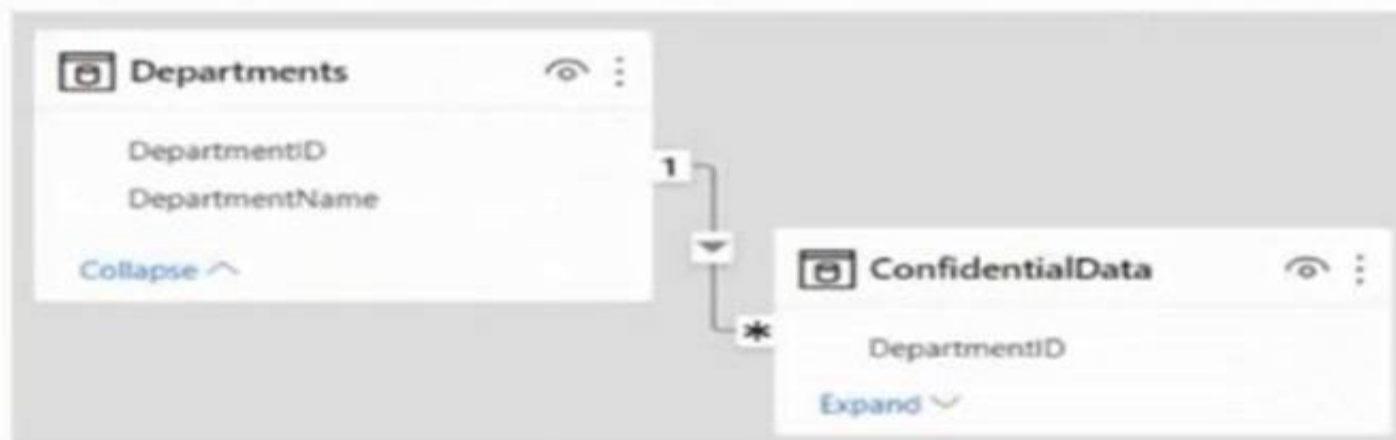 Departments
DepartmentID
DepartmentName
Collapse
1
*
ConfidentialData
DepartmentID
Expand